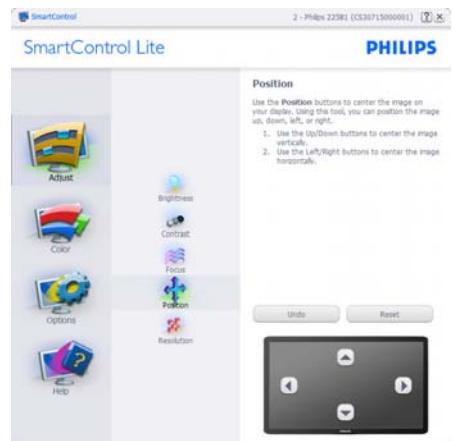 SmartControl
2 - Philips 225B1 (CS30715000001)
SmartControl Lite
PHILIPS
Adjust
Color
Options
Help
Brightness
Contrast
Focus
Position
Resolution
Position
Use the Position buttons to center the image on
your display. Using this tool, you can position the image
up, down, left, or right.
1. Use the Up/Down buttons to center the image
vertically.
2. Use the Left/Right buttons to center the image
horizontally.
Undo
Reset